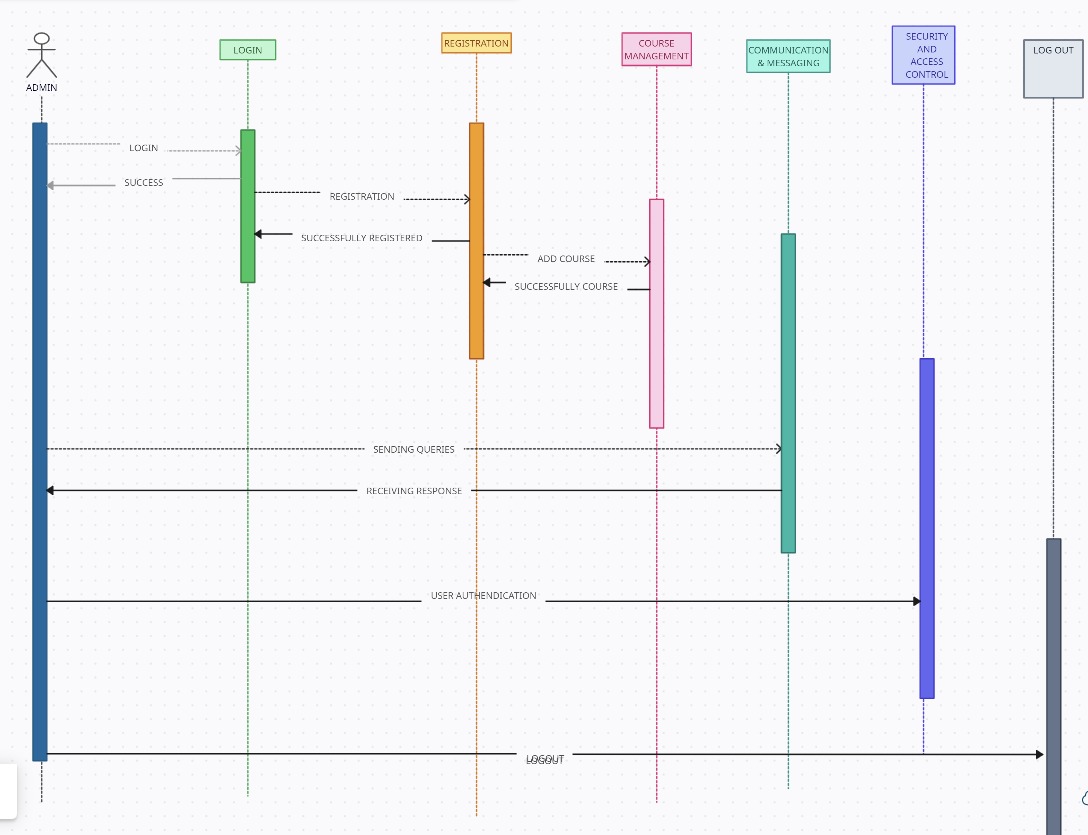 ADMIN
LOGIN
REGISTRATION
COURSE
MANAGEMENT
COMMUNICATION
& MESSAGING
SECURITY
AND
ACCESS
CONTROL
LOG OUT
LOGIN
SUCCESS
REGISTRATION
SUCCESSFULLY REGISTERED
ADD COURSE
SUCCESSFULLY COURSE
SENDING QUERIES
RECEIVING RESPONSE
USER AUTHENDICATION
LOGOUT
LOGOUT